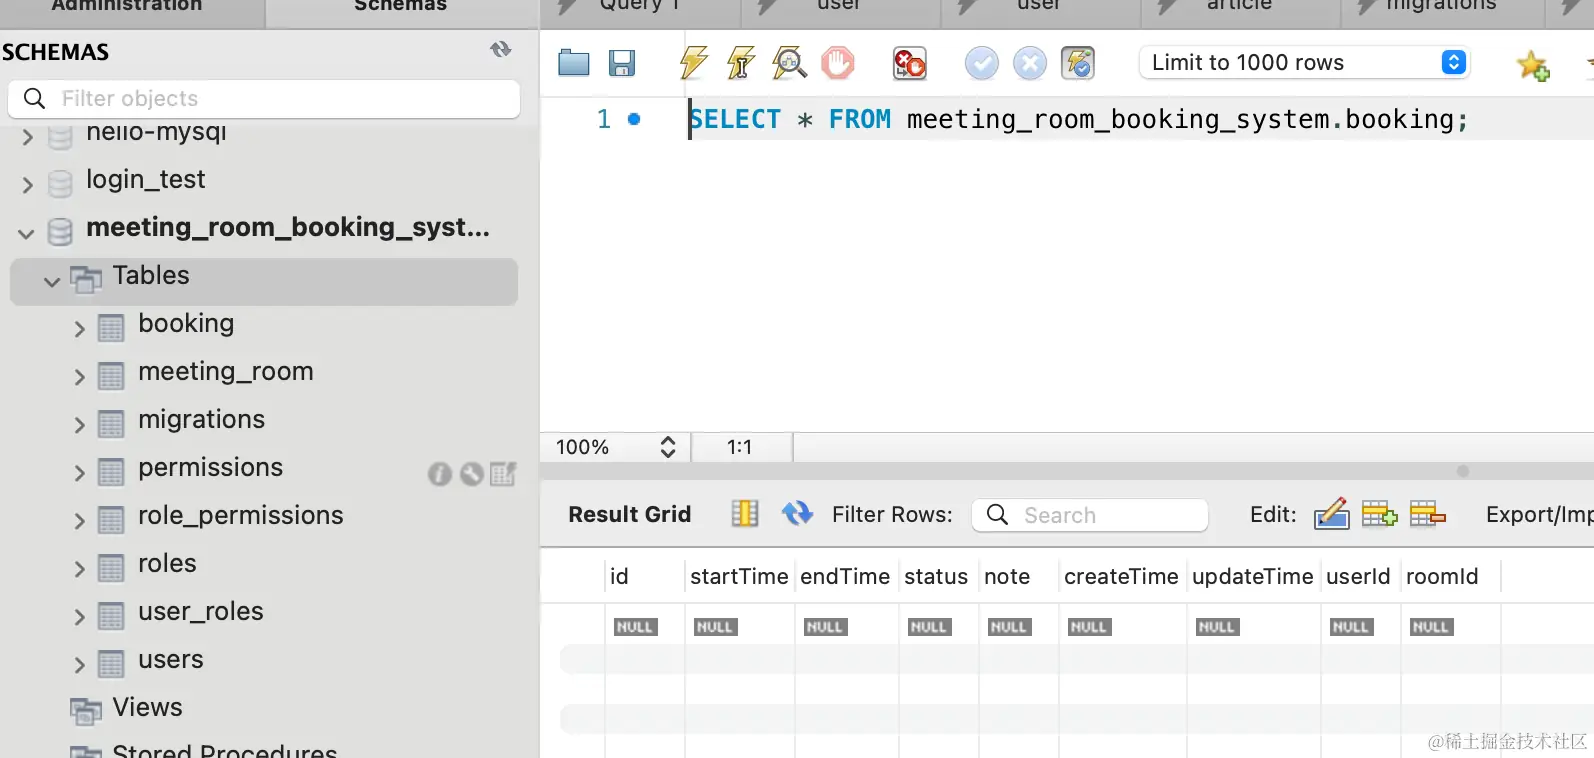 Administration
Schemas
Query 1
user
user
article
migrations
SCHEMAS
Filter objects
hello-mysql
login_test
meeting_room_booking_syst...
Tables
booking
meeting_room
migrations
permissions
role_permissions
roles
user_roles
users
Views
Stored Procedures
Limit to 1000 rows
1 SELECT * FROM meeting_room_booking_system.booking;
100% 1:1
Result Grid Filter Rows: Search Edit: Export/Imp
id startTime endTime status note createTime updateTime userId roomId
NULL NULL NULL NULL NULL NULL NULL NULL NULL
@稀土掘金技术社区